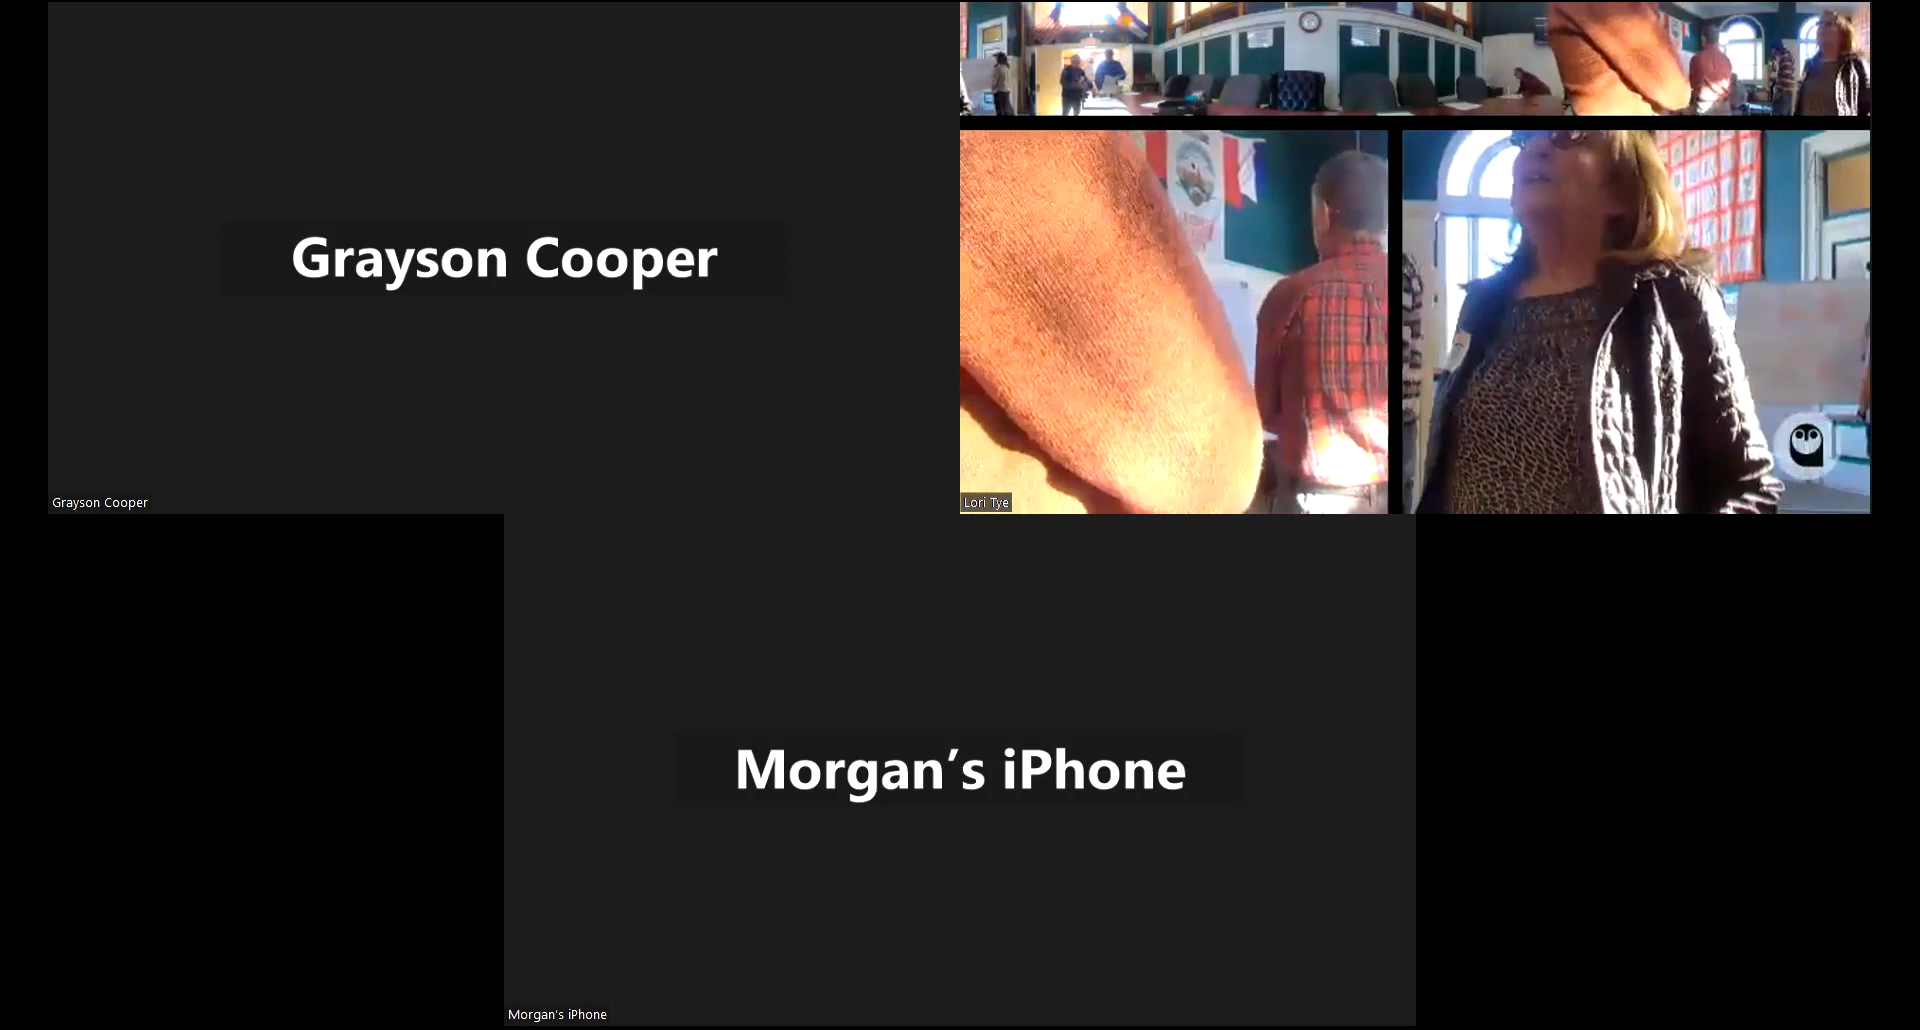 Grayson Cooper
Grayson Cooper
Lori Tye
Morgan’s iPhone
Morgan's iPhone